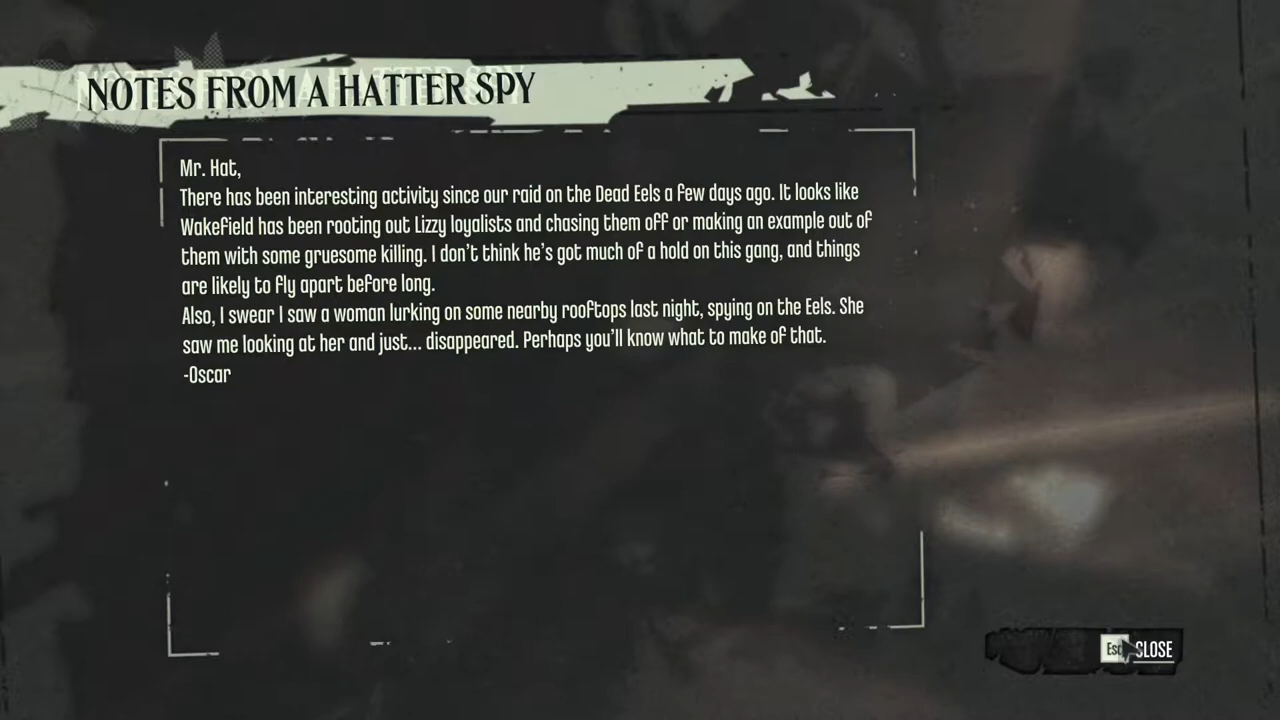 NOTES FROM A HATTER SPY
Mr. Hat,
There has been interesting activity since our raid on the Dead Eels a few days ago. It looks like
Wakefield has been rooting out Lizzy loyalists and chasing them off or making an example out of
them with some gruesome killing. I don't think he's got much of a hold on this gang, and things
are likely to fly apart before long.
Also, I swear I saw a woman lurking on some nearby rooftops last night, spying on the Eels. She
saw me looking at her and just... disappeared. Perhaps you'll know what to make of that.
-Oscar
Esc CLOSE